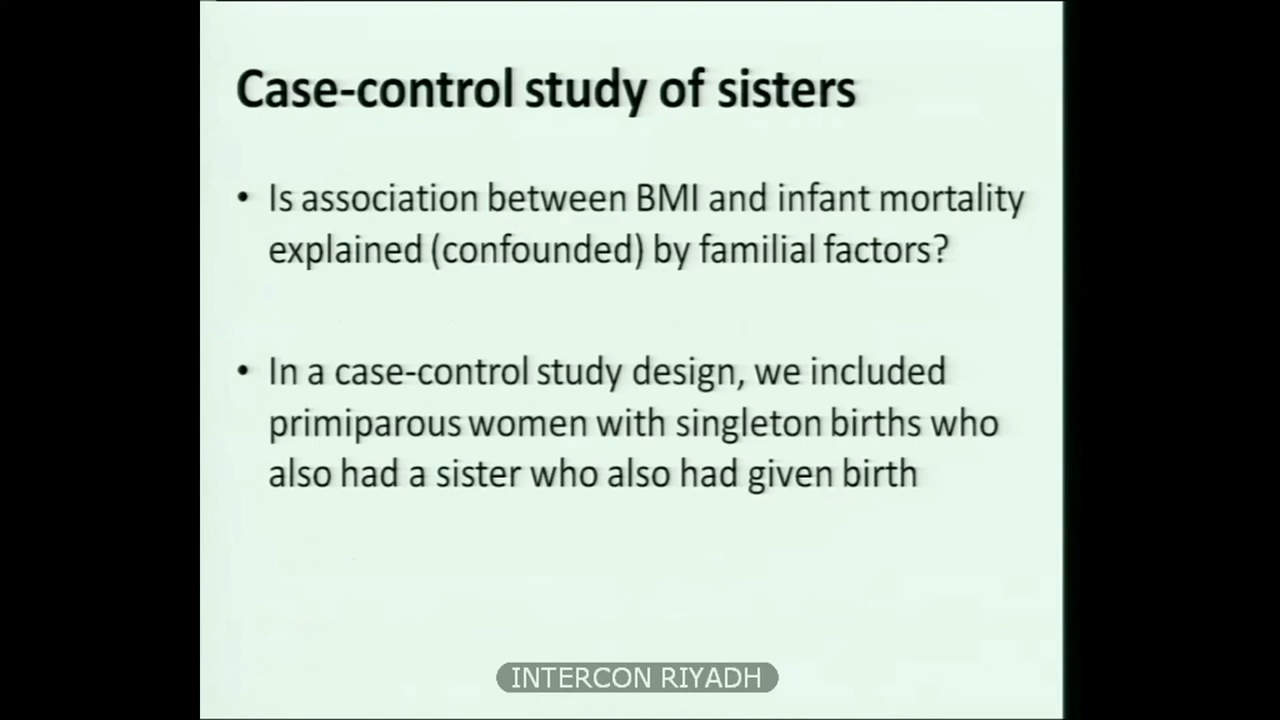 Case-control study of sisters
• Is association between BMI and infant mortality
explained (confounded) by familial factors?
• In a case-control study design, we included
primiparous women with singleton births who
also had a sister who also had given birth
INTERCON RIYADH